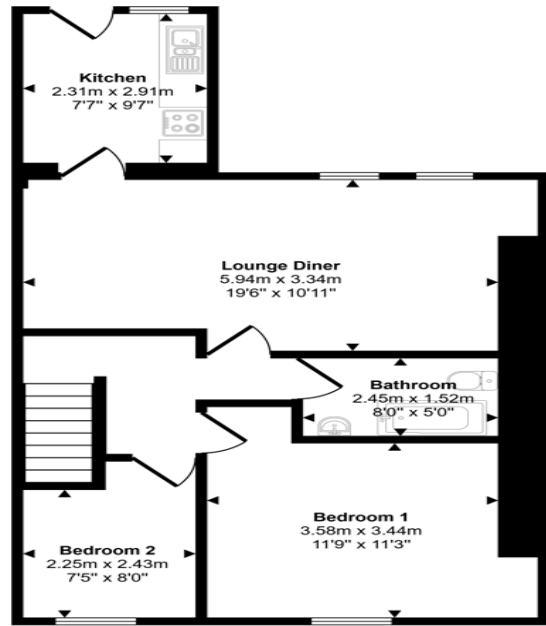 Kitchen
2.31m x 2.91m
7'7" x 9'7"
Lounge Diner
5.94m x 3.34m
19'6" x 10'11"
Bathroom
2.45m x 1.52m
8'0" x 5'0"
Bedroom 1
3.58m x 3.44m
11'9" x 11'3"
Bedroom 2
2.25m x 2.43m
7'5" x 8'0"